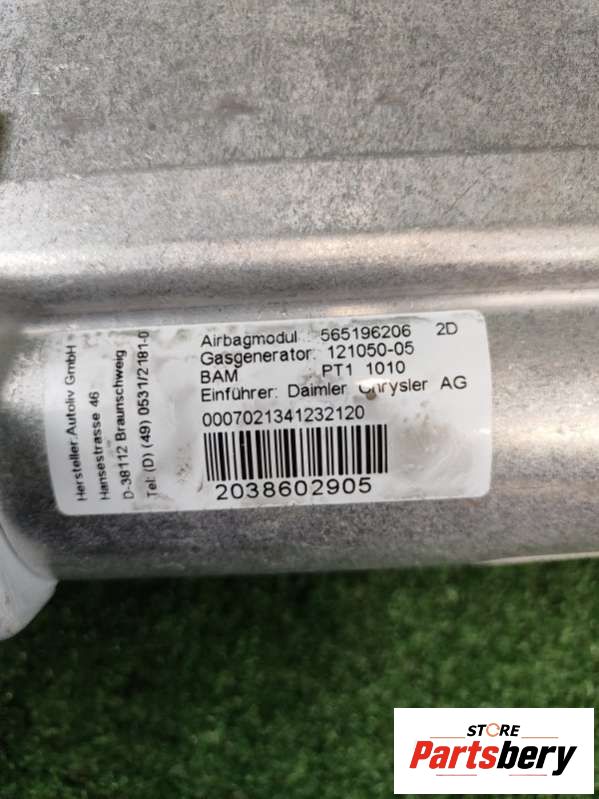 Hersteller: Autoliv GmbH
Hansestrasse 46
D-38112 Braunschweig
Tel: (D) (49) 0531/2181-0
Airbagmodul : 565196206 2D
Gasgenerator: 121050-05
BAM PT1 1010
Einführer: Daimler Chrysler AG
0007021341232120
2038602905
STORE
Partsbery